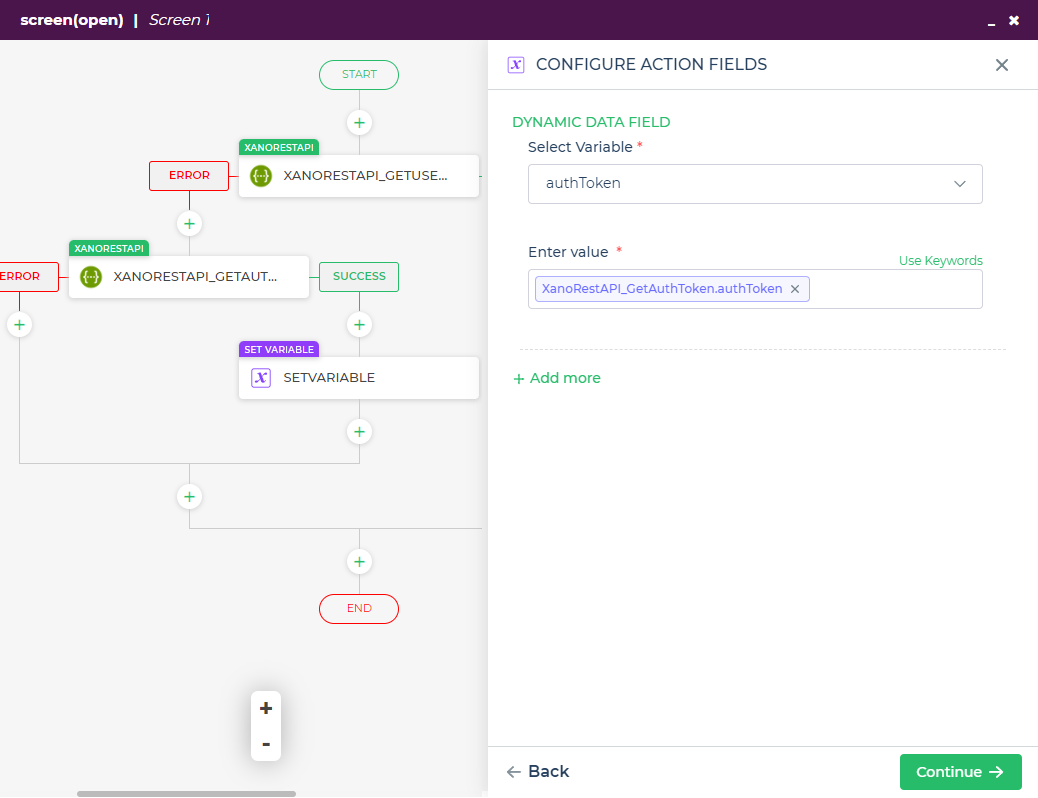 screen(open) | Screen 1
START
XANORESTAPI
ERROR
XANORESTAPI_GETUSE...
XANORESTAPI
ERROR
XANORESTAPI_GETAUT...
SUCCESS
SET VARIABLE
SETVARIABLE
END
+
-
CONFIGURE ACTION FIELDS
DYNAMIC DATA FIELD
Select Variable *
authToken
Enter value *
Use Keywords
XanoRestAPI_GetAuthToken.authToken ×
+ Add more
← Back
Continue →